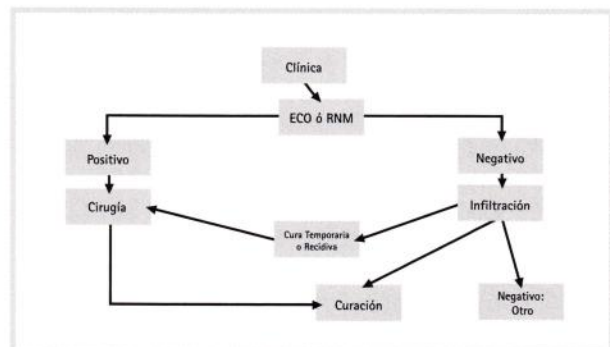 Clínica
ECO ó RNM
Positivo
Negativo
Cirugía
Infiltración
Cura Temporaria
o Recidiva
Curación
Negativo:
Otro